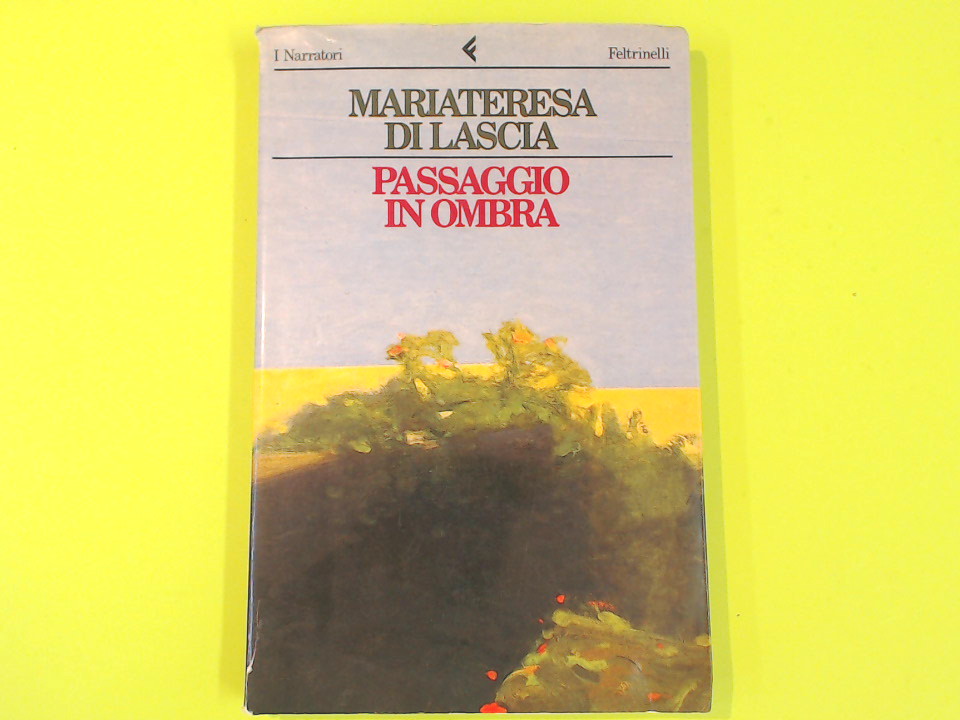 I Narratori
Feltrinelli
MARIATERESA
DI LASCIA
PASSAGGIO
IN OMBRA